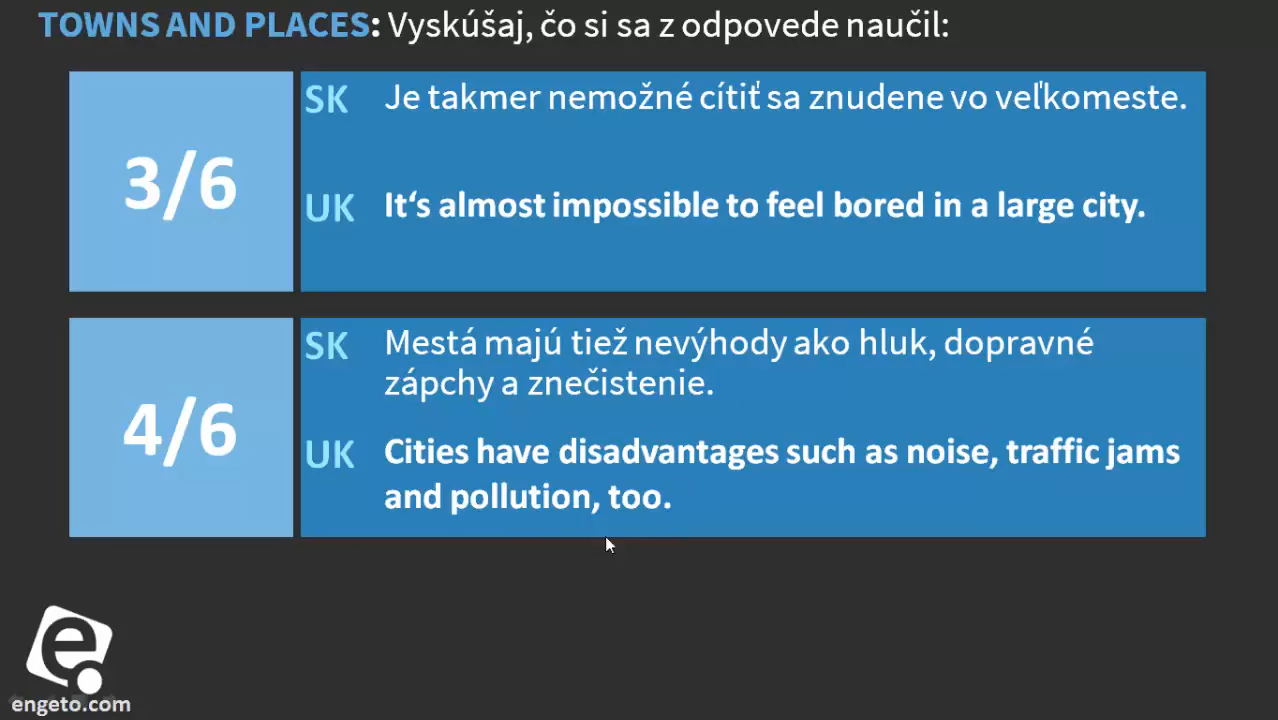 TOWNS AND PLACES: Vyskúšaj, čo si sa z odpovede naučil:
3/6
SK Je takmer nemožné cítiť sa znudene vo veľkomeste.
UK It‘s almost impossible to feel bored in a large city.
4/6
SK Mestá majú tiež nevýhody ako hluk, dopravné
zápchy a znečistenie.
UK Cities have disadvantages such as noise, traffic jams
and pollution, too.
e
engeto.com